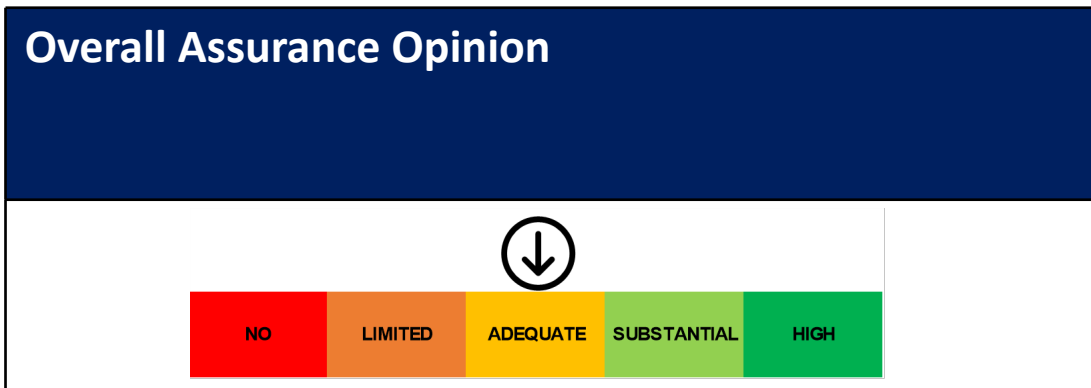 Overall Assurance Opinion
NO LIMITED ADEQUATE SUBSTANTIAL HIGH